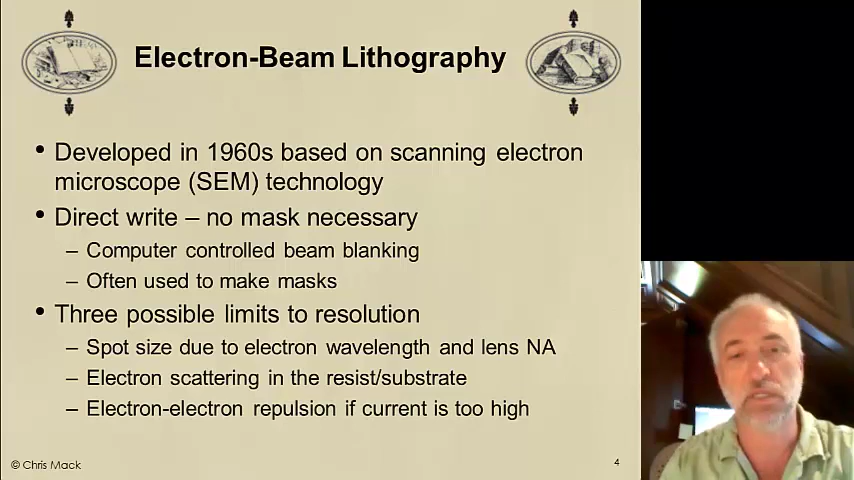 Electron-Beam Lithography
• Developed in 1960s based on scanning electron
microscope (SEM) technology
• Direct write – no mask necessary
– Computer controlled beam blanking
– Often used to make masks
• Three possible limits to resolution
– Spot size due to electron wavelength and lens NA
– Electron scattering in the resist/substrate
– Electron-electron repulsion if current is too high
© Chris Mack
4